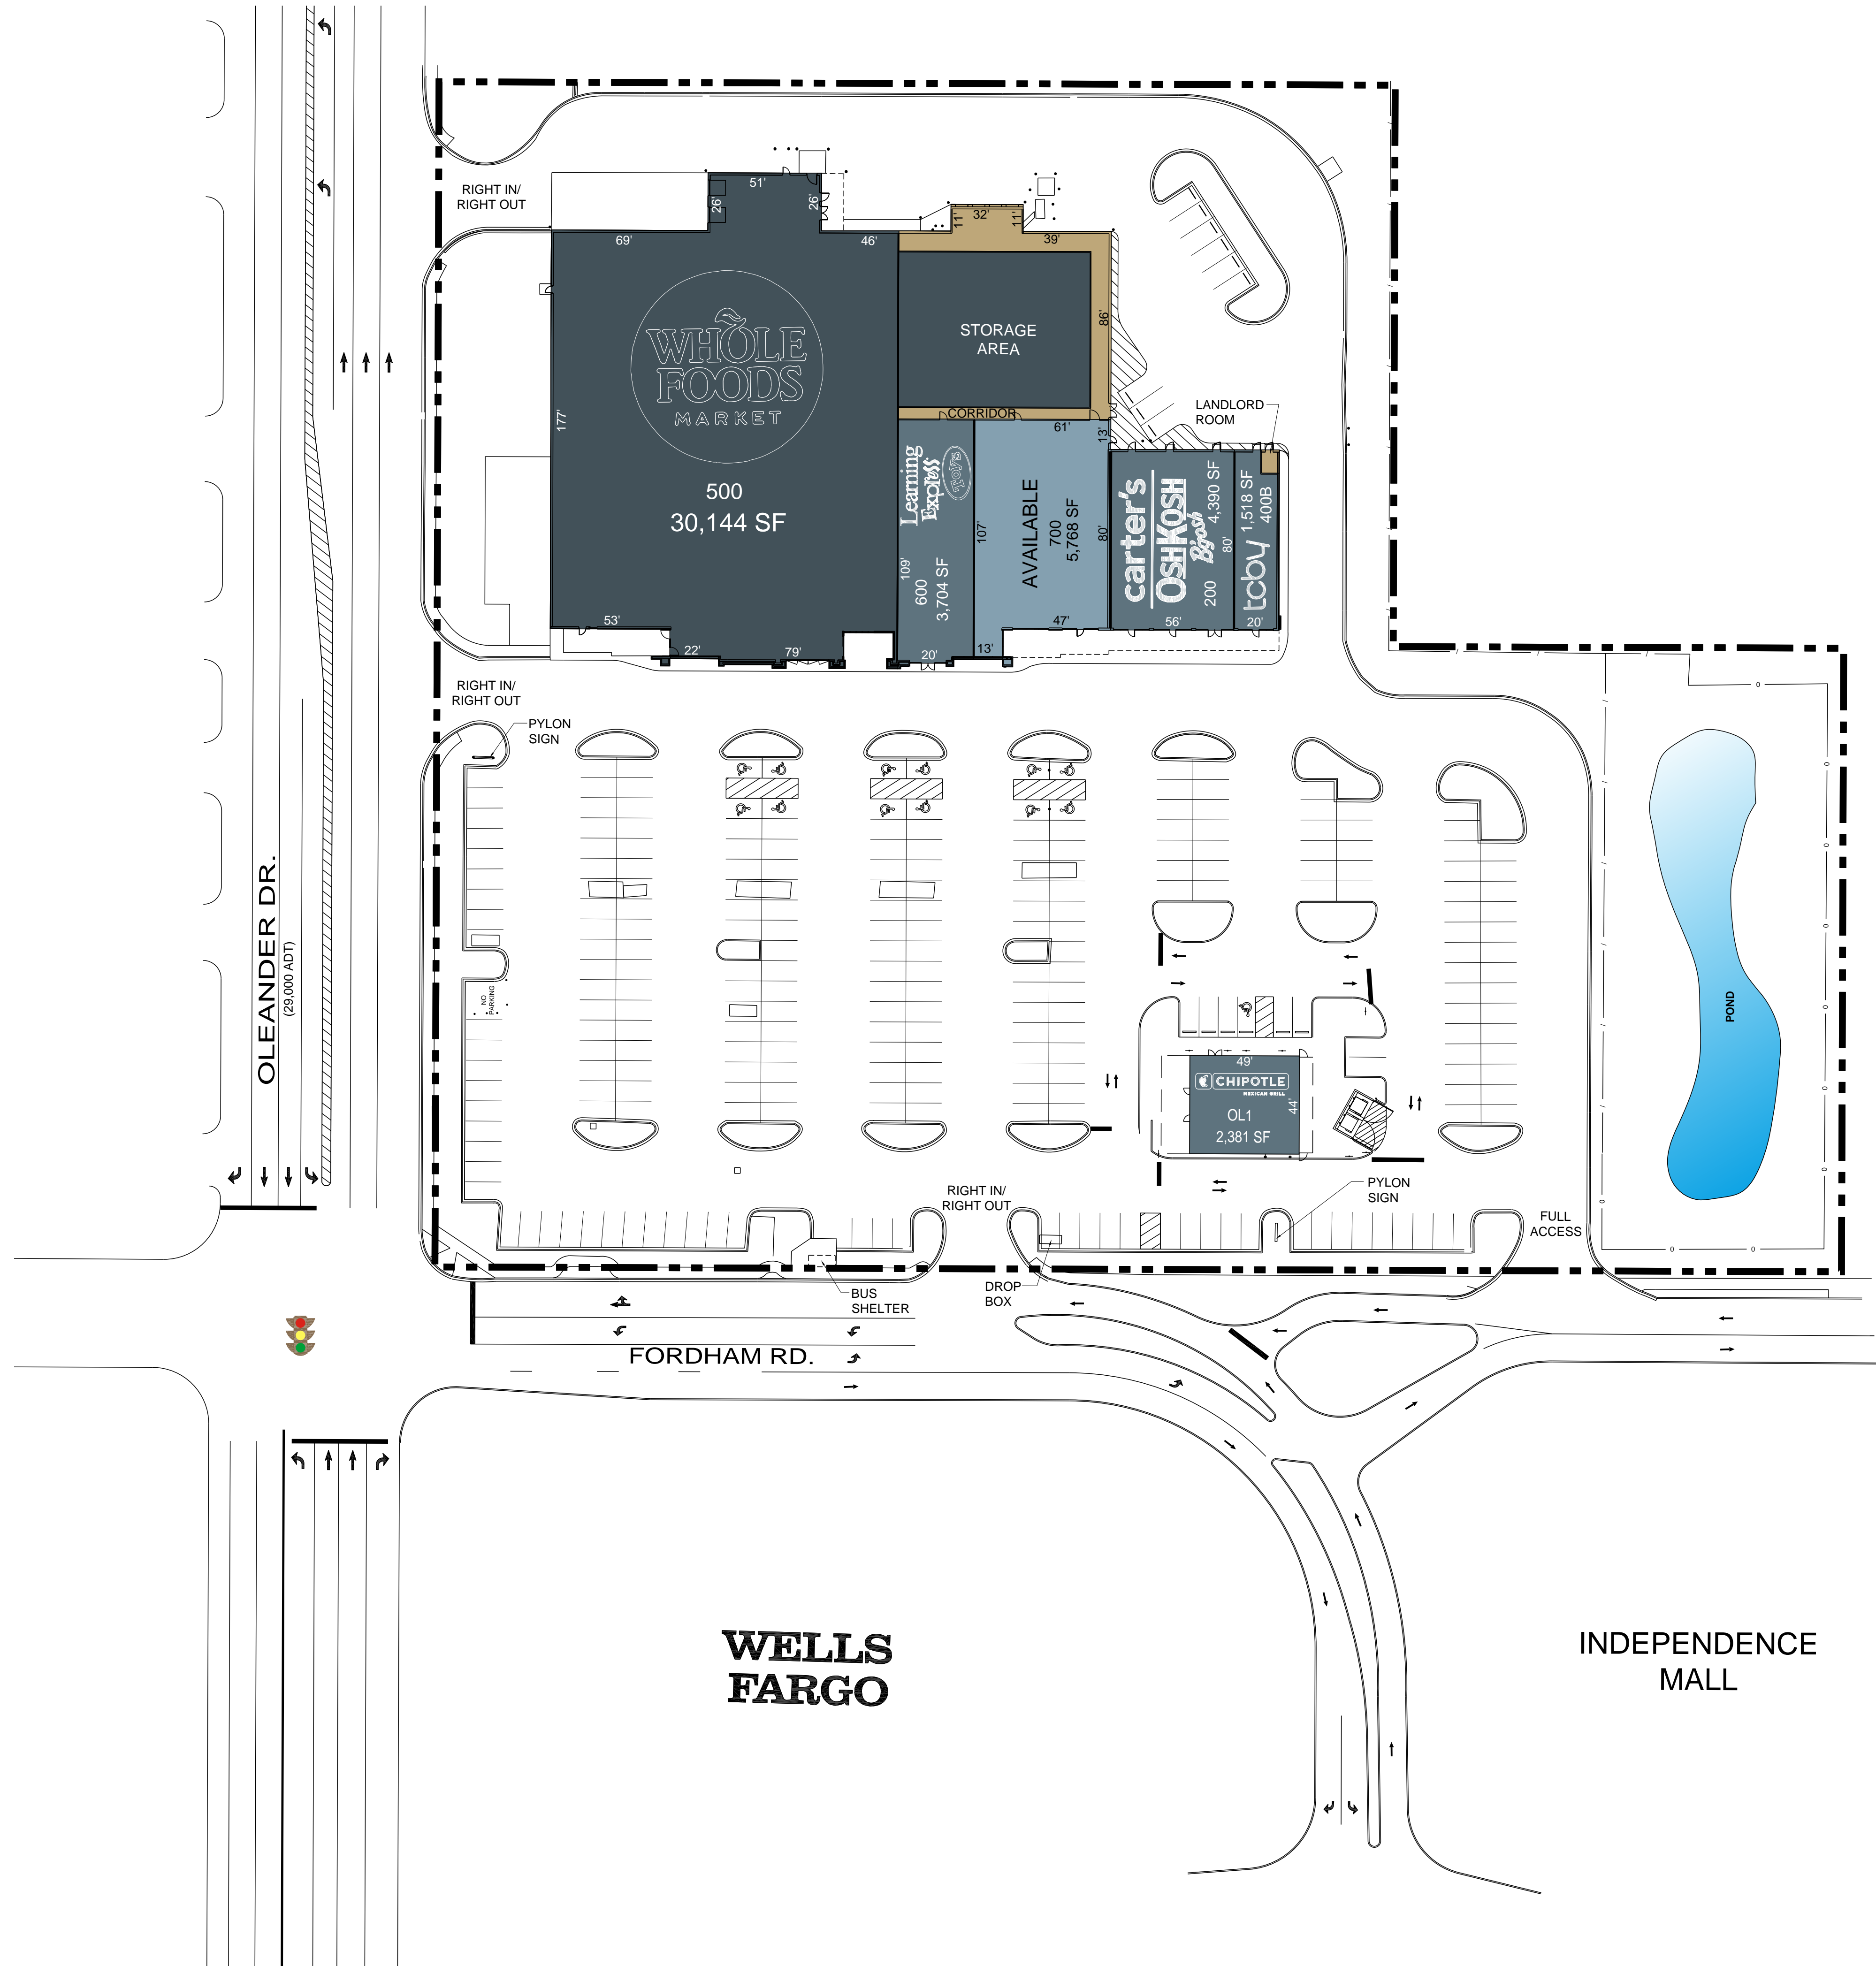 RIGHT IN/
RIGHT OUT
51'
26'
26'
69'
46'
11'
32'
11'
39'
WHOLE
FOODS
MARKET
177'
500
30,144 SF
53'
22'
79'
STORAGE
AREA
86'
CORRIDOR
61'
13'
LANDLORD
ROOM
Learning
Express
Toys
109'
600
3,704 SF
20'
107'
AVAILABLE
700
5,768 SF
80'
47'
13'
carter's
OSHKOSH
B'gosh
200
4,390 SF
80'
56'
tcby
1,518 SF
400B
20'
RIGHT IN/
RIGHT OUT
PYLON
SIGN
OLEANDER DR.
(29,000 ADT)
NO
PARKING
POND
49'
CHIPOTLE
MEXICAN GRILL
44'
OL1
2,381 SF
RIGHT IN/
RIGHT OUT
PYLON
SIGN
FULL
ACCESS
BUS
SHELTER
DROP
BOX
FORDHAM RD.
WELLS
FARGO
INDEPENDENCE
MALL